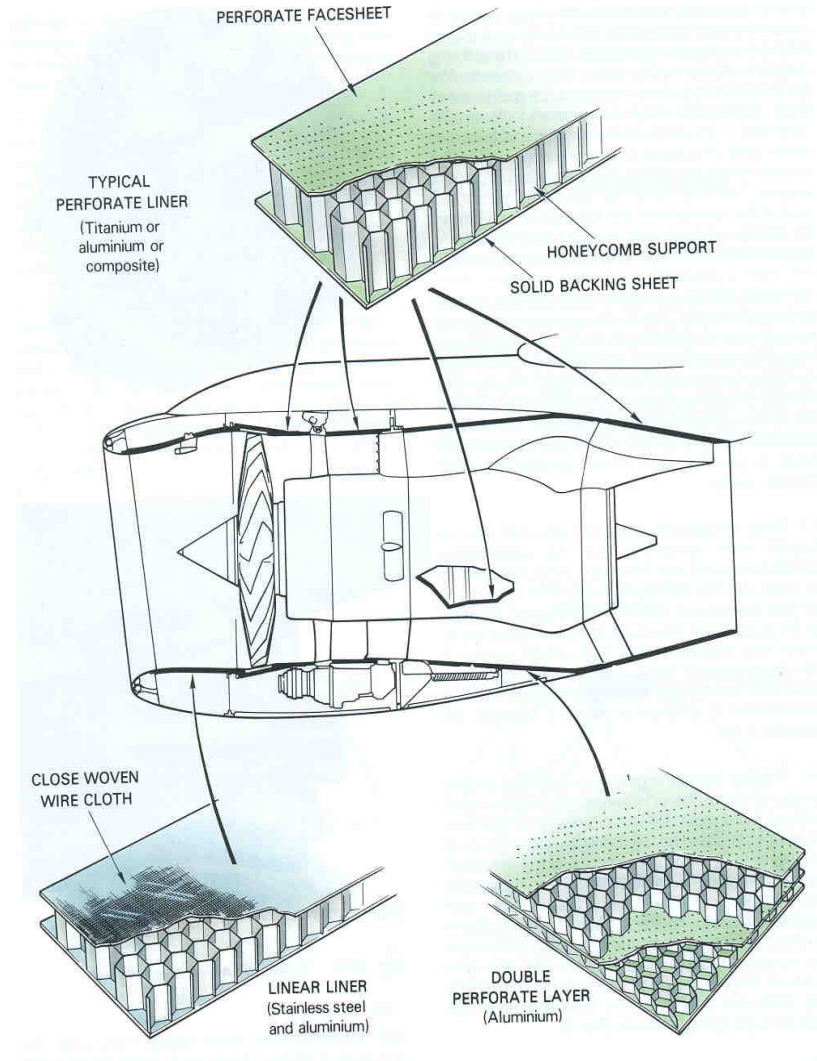 PERFORATE FACESHEET
TYPICAL
PERFORATE LINER
(Titanium or
aluminium or
composite)
HONEYCOMB SUPPORT
SOLID BACKING SHEET
CLOSE WOVEN
WIRE CLOTH
LINEAR LINER
(Stainless steel
and aluminium)
DOUBLE
PERFORATE LAYER
(Aluminium)